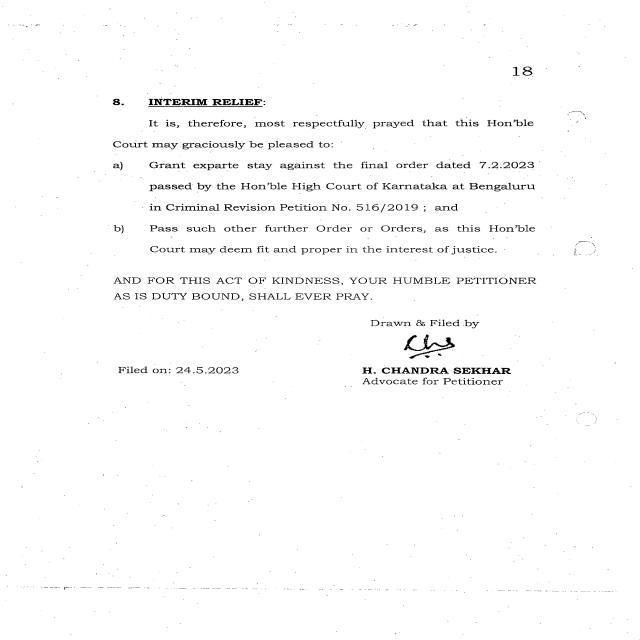 18
8. INTERIM RELIEF:
It is, therefore, most respectfully prayed that this Hon'ble
Court may graciously be pleased to:
a) Grant exparte stay against the final order dated 7.2.2023
passed by the Hon'ble High Court of Karnataka at Bengaluru
in Criminal Revision Petition No. 516/2019 ; and
b) Pass such other further Order or Orders, as this Hon'ble
Court may deem fit and proper in the interest of justice.
AND FOR THIS ACT OF KINDNESS, YOUR HUMBLE PETITIONER
AS IS DUTY BOUND, SHALL EVER PRAY.
Drawn & Filed by
Filed on: 24.5.2023
H. CHANDRA SEKHAR
Advocate for Petitioner